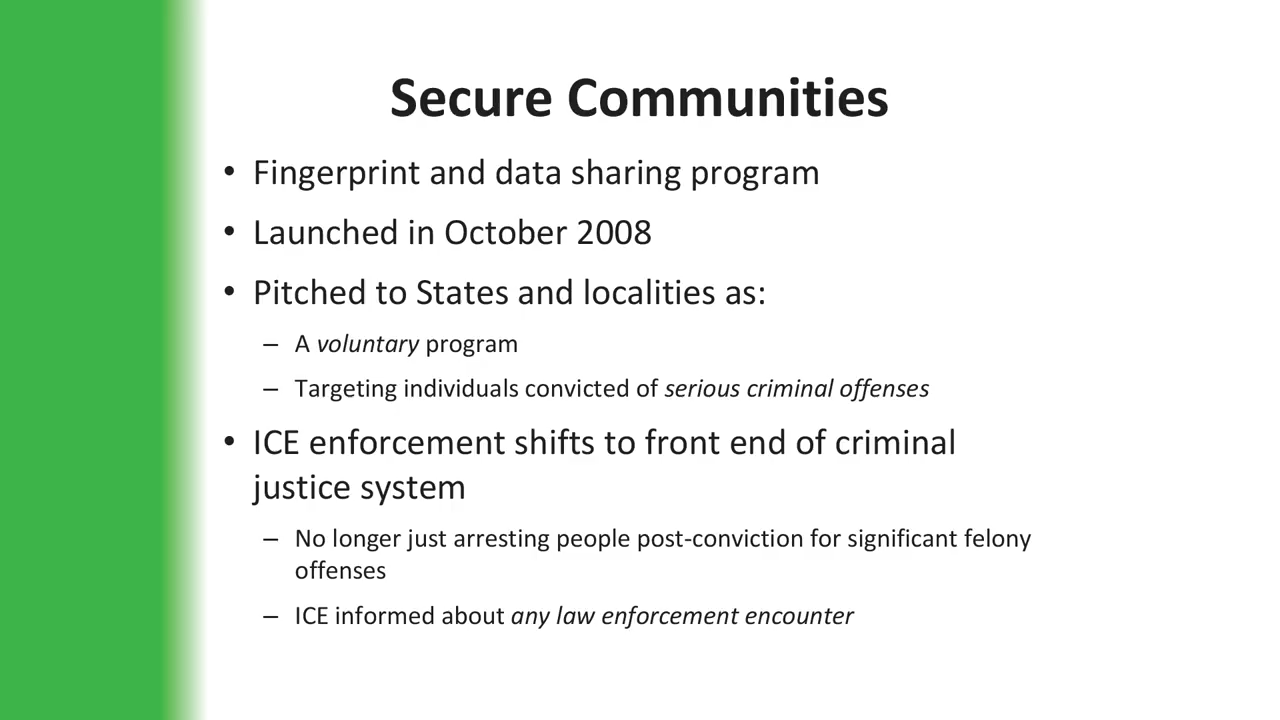 Secure Communities
• Fingerprint and data sharing program
• Launched in October 2008
• Pitched to States and localities as:
– A voluntary program
– Targeting individuals convicted of serious criminal offenses
• ICE enforcement shifts to front end of criminal
justice system
– No longer just arresting people post-conviction for significant felony
offenses
– ICE informed about any law enforcement encounter